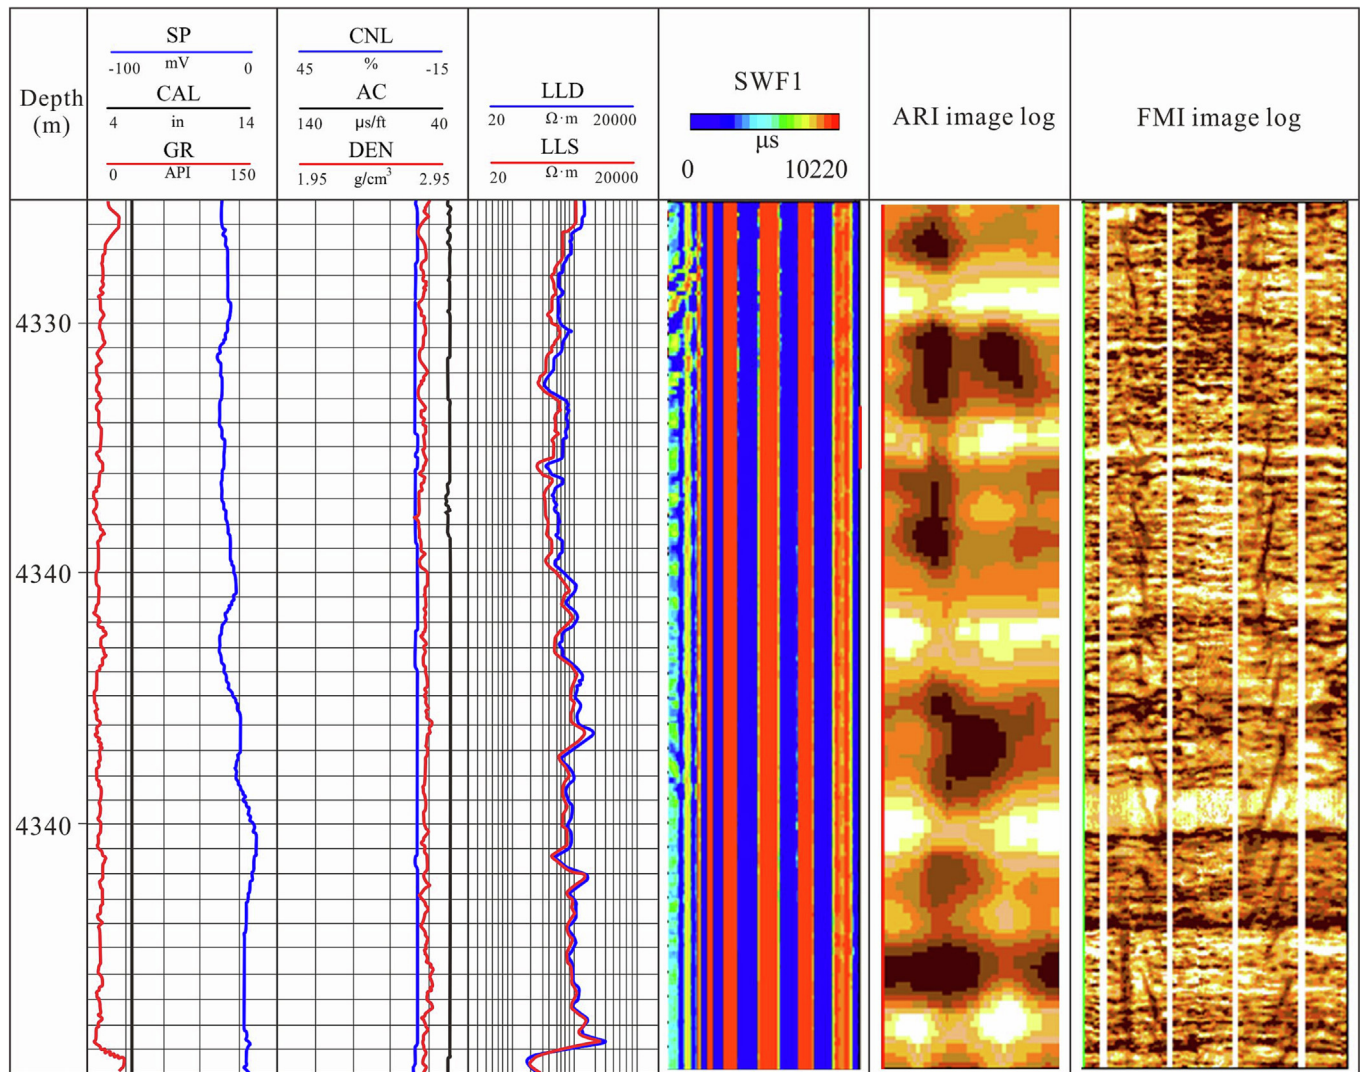 Depth
(m)
SP
-100 mV 0
CAL
4 in 14
GR
0 API 150
CNL
45 % -15
AC
140 μs/ft 40
DEN
1.95 g/cm³ 2.95
LLD
20 Ω·m 20000
LLS
20 Ω·m 20000
SWF1
μs
0 10220
ARI image log
FMI image log
4330
4340
4340